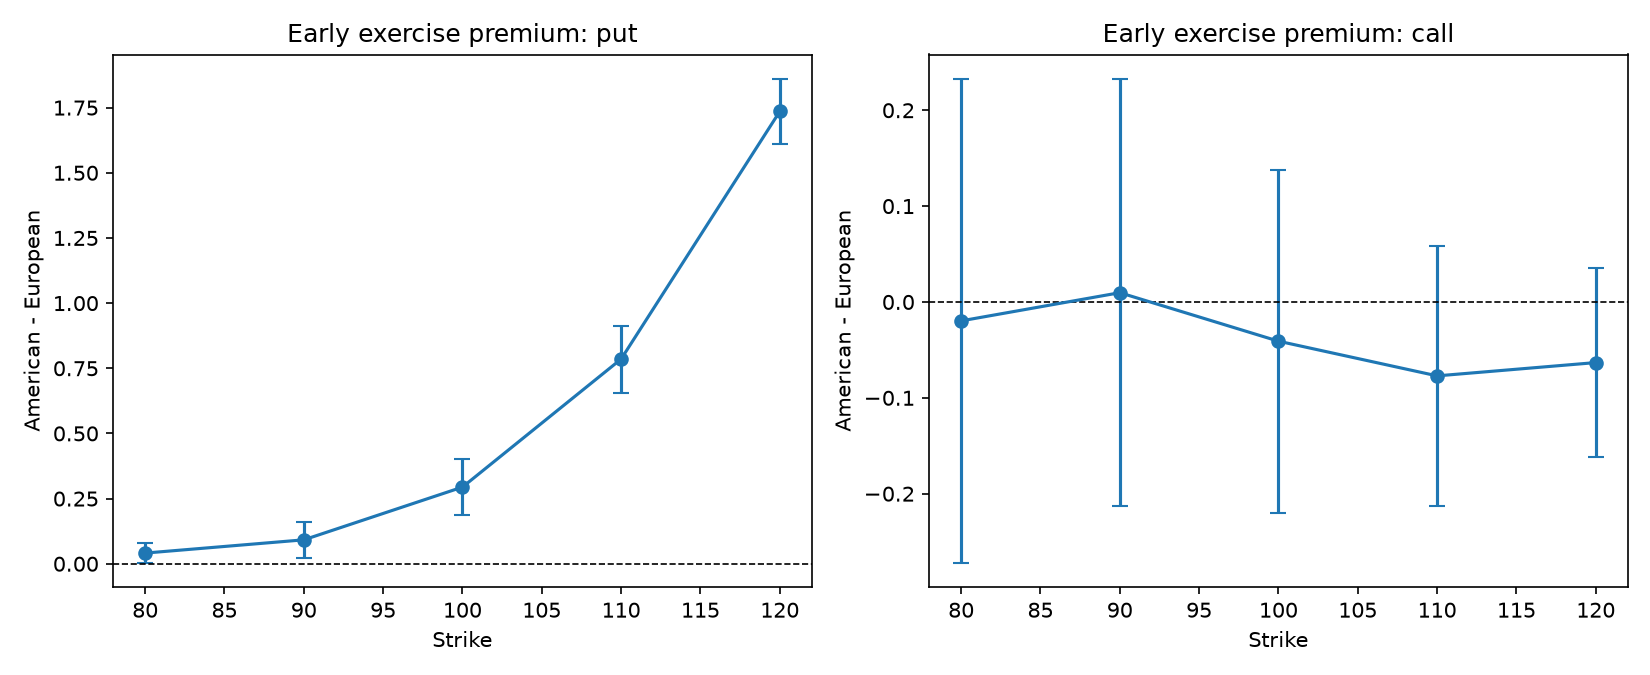 Early exercise premium: put
American - European
1.75
1.50
1.25
1.00
0.75
0.50
0.25
0.00
80 85 90 95 100 105 110 115 120
Strike
Early exercise premium: call
American - European
0.2
0.1
0.0
−0.1
−0.2
80 85 90 95 100 105 110 115 120
Strike